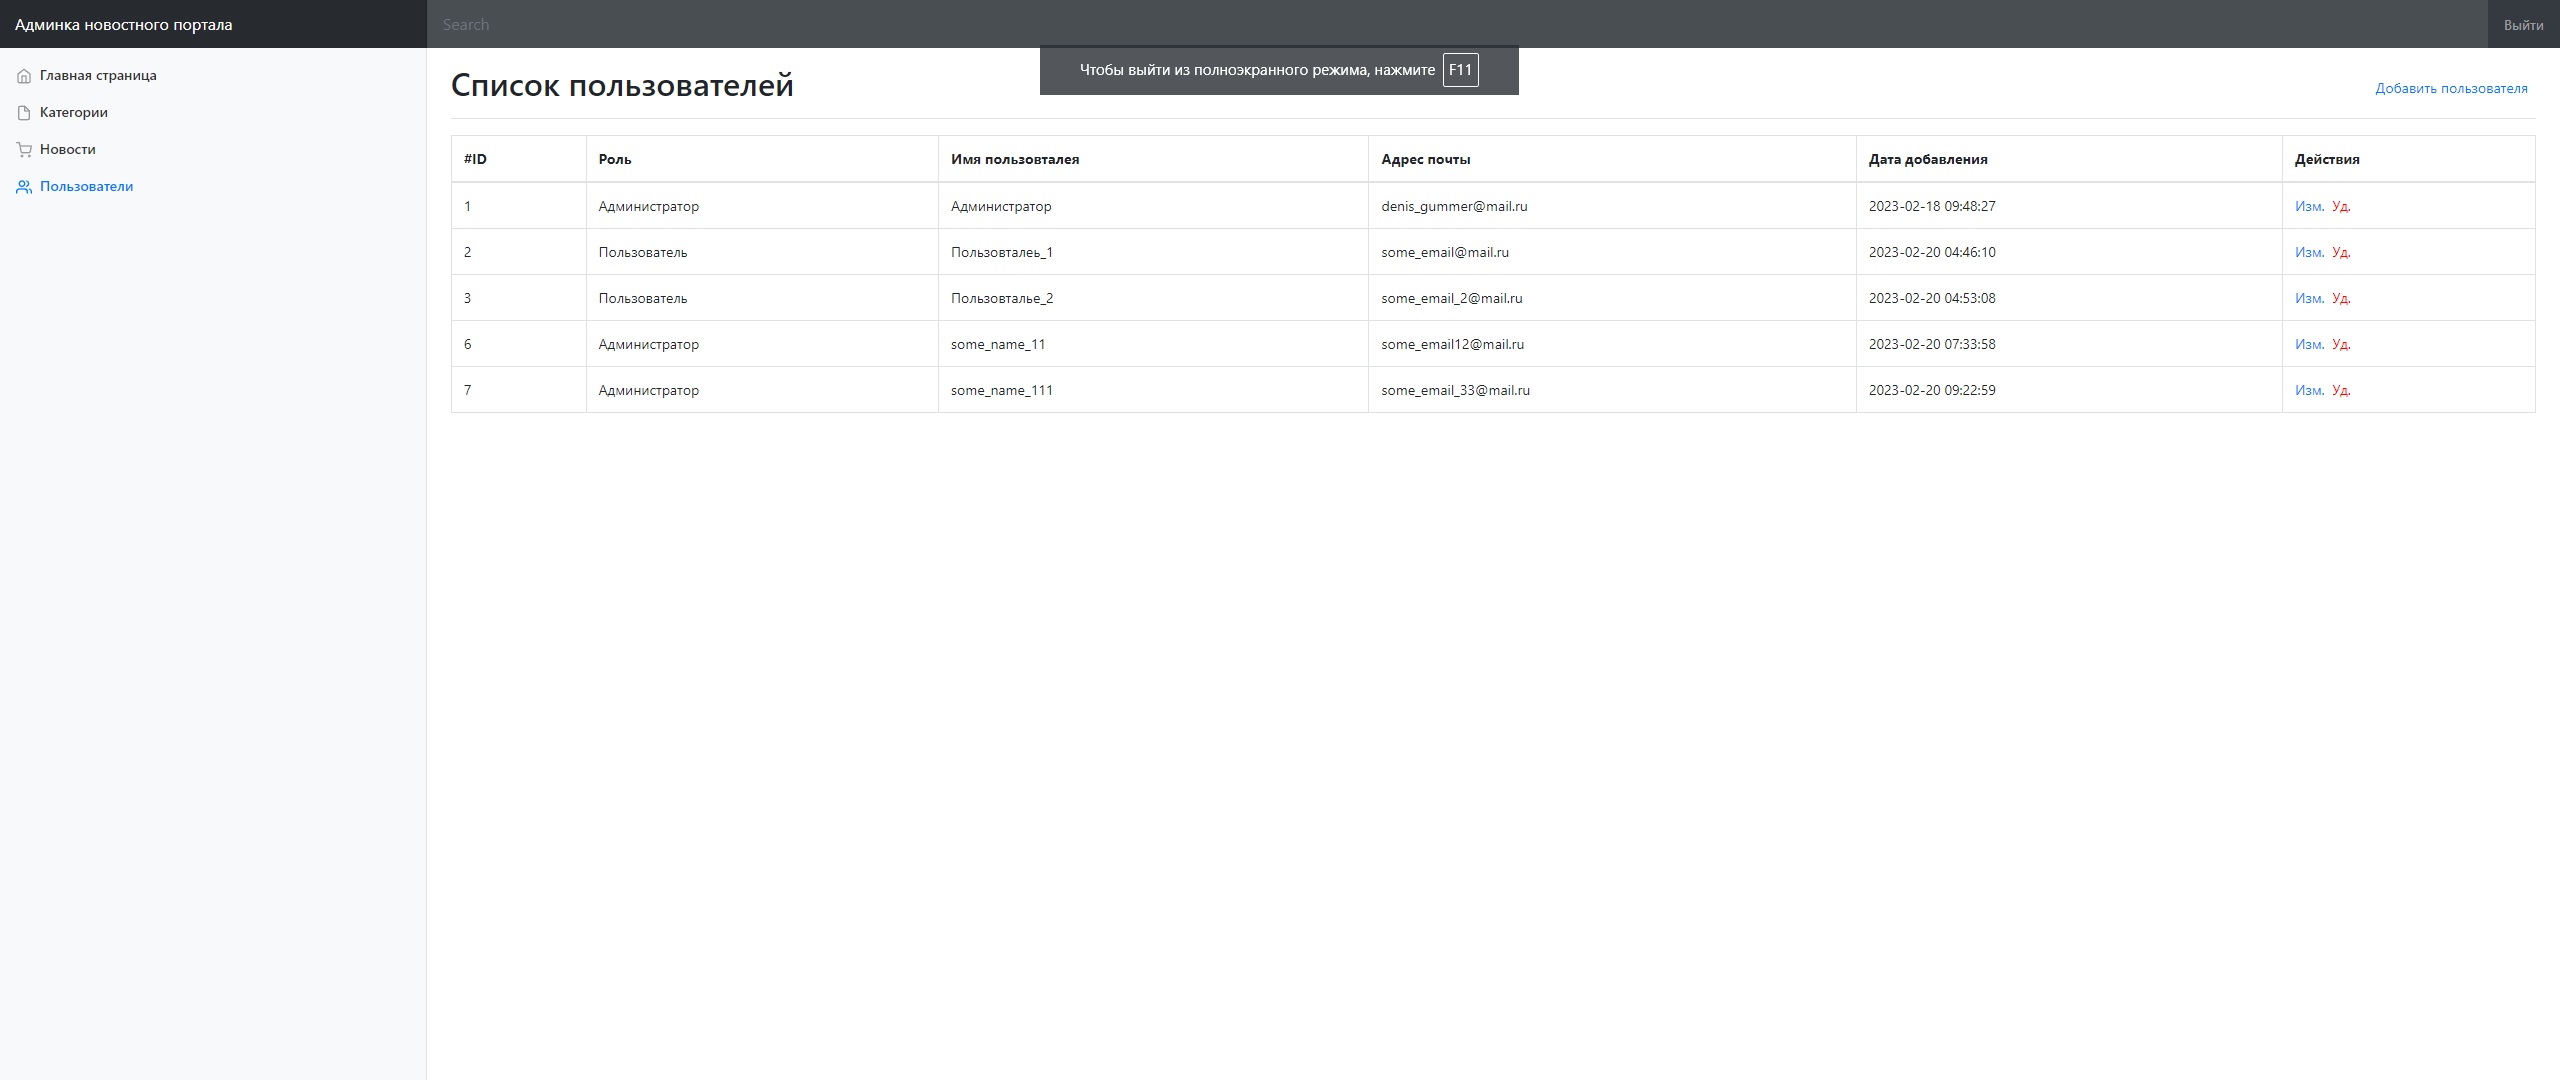 Админка новостного портала
Search
Выйти
Чтобы выйти из полноэкранного режима, нажмите F11
Главная страница
Категории
Новости
Пользователи
Список пользователей
Добавить пользователя
#ID Роль Имя пользовталея Адрес почты Дата добавления Действия
1 Администратор Администратор denis_gummer@mail.ru 2023-02-18 09:48:27 Изм. Уд.
2 Пользователь Пользовталеь_1 some_email@mail.ru 2023-02-20 04:46:10 Изм. Уд.
3 Пользователь Пользовталье_2 some_email_2@mail.ru 2023-02-20 04:53:08 Изм. Уд.
6 Администратор some_name_11 some_email12@mail.ru 2023-02-20 07:33:58 Изм. Уд.
7 Администратор some_name_111 some_email_33@mail.ru 2023-02-20 09:22:59 Изм. Уд.